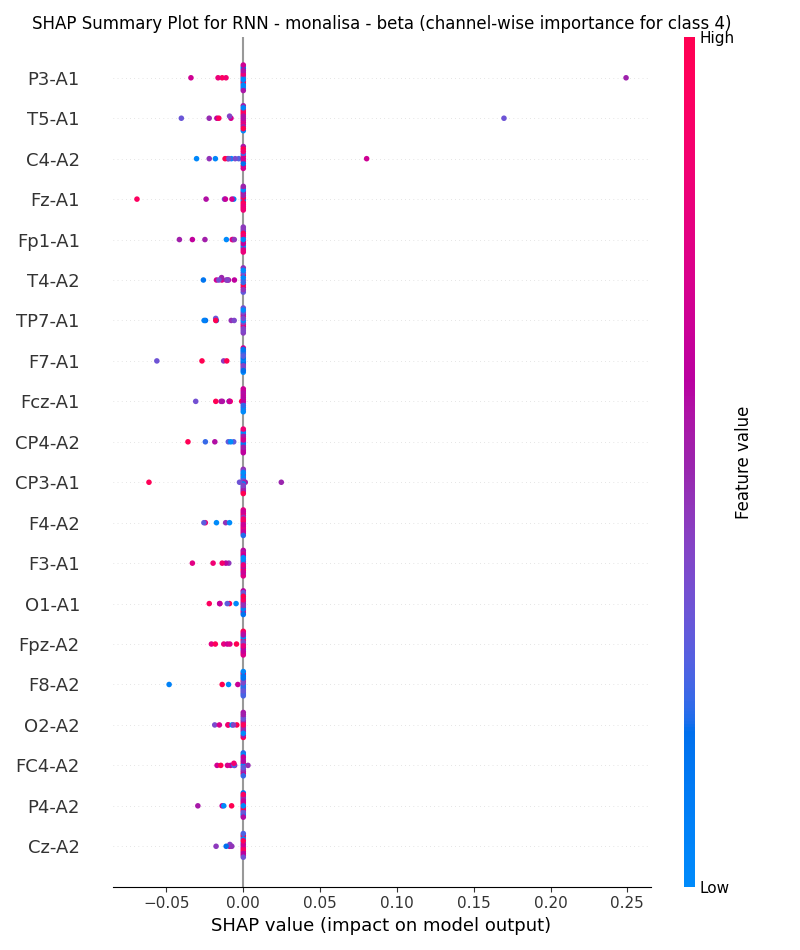 SHAP Summary Plot for RNN - monalisa - beta (channel-wise importance for class 4)
High
P3-A1
T5-A1
C4-A2
Fz-A1
Fp1-A1
T4-A2
TP7-A1
F7-A1
Fcz-A1
CP4-A2
CP3-A1
F4-A2
F3-A1
O1-A1
Fpz-A2
F8-A2
O2-A2
FC4-A2
P4-A2
Cz-A2
Feature value
Low
−0.05 0.00 0.05 0.10 0.15 0.20 0.25
SHAP value (impact on model output)